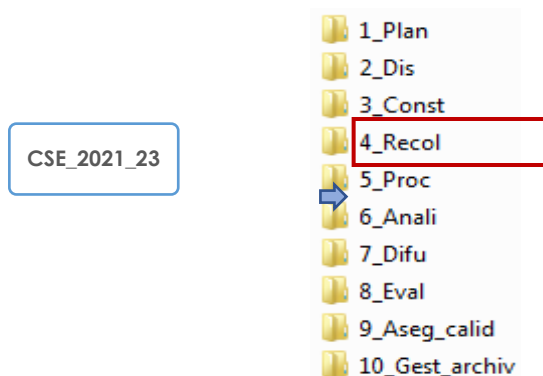 CSE_2021_23
1_Plan
2_Dis
3_Const
4_Recol
5_Proc
6_Anali
7_Difu
8_Eval
9_Aseg_calid
10_Gest_archiv